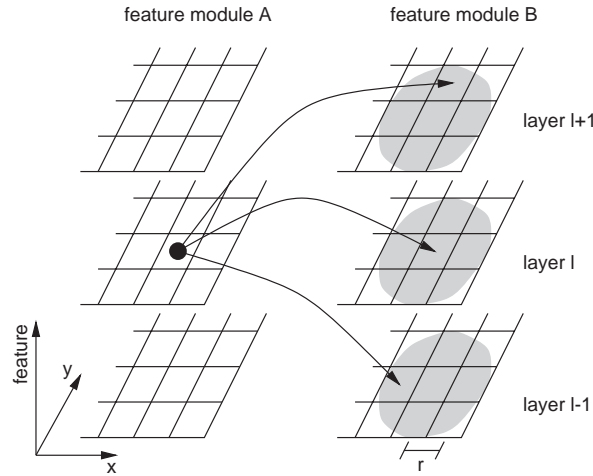 feature module A
feature module B
layer l+1
layer l
layer l-1
feature
y
x
r